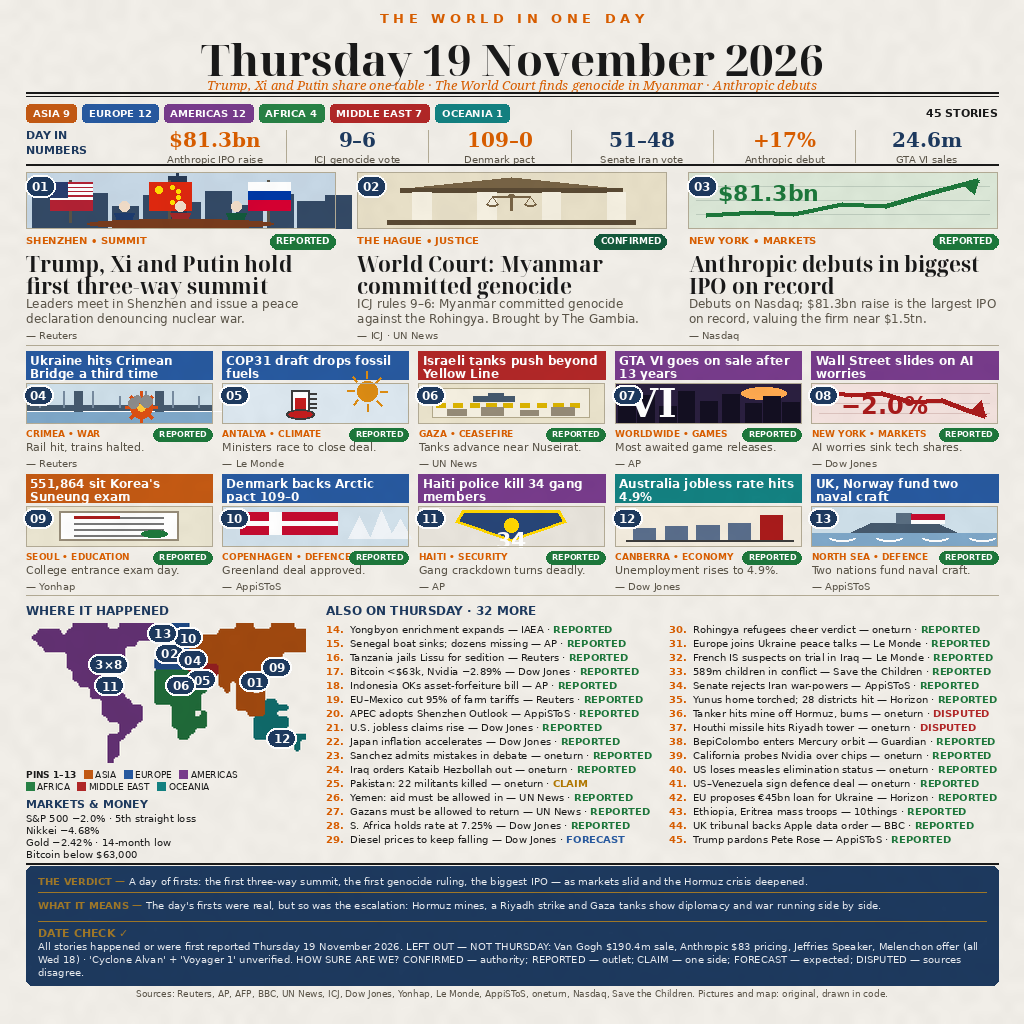 THE WORLD IN ONE DAY
Thursday 19 November 2026
Trump, Xi and Putin share one table · The World Court finds genocide in Myanmar · Anthropic debuts
ASIA 9
EUROPE 12
AMERICAS 12
AFRICA 4
MIDDLE EAST 7
OCEANIA 1
45 STORIES
DAY IN
NUMBERS
$81.3bn
Anthropic IPO raise
9–6
ICJ genocide vote
109–0
Denmark pact
51–48
Senate Iran vote
+17%
Anthropic debut
24.6m
GTA VI sales
01
SHENZHEN • SUMMIT
REPORTED
Trump, Xi and Putin hold
first three-way summit
Leaders meet in Shenzhen and issue a peace
declaration denouncing nuclear war.
— Reuters
02
THE HAGUE • JUSTICE
CONFIRMED
World Court: Myanmar
committed genocide
ICJ rules 9–6: Myanmar committed genocide
against the Rohingya. Brought by The Gambia.
— ICJ · UN News
03
$81.3bn
NEW YORK • MARKETS
REPORTED
Anthropic debuts in biggest
IPO on record
Debuts on Nasdaq; $81.3bn raise is the largest IPO
on record, valuing the firm near $1.5tn.
— Nasdaq
Ukraine hits Crimean
Bridge a third time
04
CRIMEA • WAR
REPORTED
Rail hit, trains halted.
— Reuters
COP31 draft drops fossil
fuels
05
ANTALYA • CLIMATE
REPORTED
Ministers race to close deal.
— Le Monde
Israeli tanks push beyond
Yellow Line
06
GAZA • CEASEFIRE
REPORTED
Tanks advance near Nuseirat.
— UN News
GTA VI goes on sale after
13 years
07
VI
WORLDWIDE • GAMES
REPORTED
Most awaited game releases.
— AP
Wall Street slides on AI
worries
08
−2.0%
NEW YORK • MARKETS
REPORTED
AI worries sink tech shares.
— Dow Jones
551,864 sit Korea's
Suneung exam
09
SEOUL • EDUCATION
REPORTED
College entrance exam day.
— Yonhap
Denmark backs Arctic
pact 109–0
10
COPENHAGEN • DEFENCE
REPORTED
Greenland deal approved.
— AppiSToS
Haiti police kill 34 gang
members
11
34
HAITI • SECURITY
REPORTED
Gang crackdown turns deadly.
— AP
Australia jobless rate hits
4.9%
12
CANBERRA • ECONOMY
REPORTED
Unemployment rises to 4.9%.
— Dow Jones
UK, Norway fund two
naval craft
13
NORTH SEA • DEFENCE
REPORTED
Two nations fund naval craft.
— AppiSToS
WHERE IT HAPPENED
13
10
02
04
3×8
09
05
06
01
11
12
PINS 1–13
ASIA
EUROPE
AMERICAS
AFRICA
MIDDLE EAST
OCEANIA
MARKETS & MONEY
S&P 500 −2.0% · 5th straight loss
Nikkei −4.68%
Gold −2.42% · 14-month low
Bitcoin below $63,000
ALSO ON THURSDAY · 32 MORE
14. Yongbyon enrichment expands — IAEA · REPORTED
15. Senegal boat sinks; dozens missing — AP · REPORTED
16. Tanzania jails Lissu for sedition — Reuters · REPORTED
17. Bitcoin <$63k, Nvidia −2.89% — Dow Jones · REPORTED
18. Indonesia OKs asset-forfeiture bill — AP · REPORTED
19. EU–Mexico cut 95% of farm tariffs — Reuters · REPORTED
20. APEC adopts Shenzhen Outlook — AppiSToS · REPORTED
21. U.S. jobless claims rise — Dow Jones · REPORTED
22. Japan inflation accelerates — Dow Jones · REPORTED
23. Sanchez admits mistakes in debate — oneturn · REPORTED
24. Iraq orders Kataib Hezbollah out — oneturn · REPORTED
25. Pakistan: 22 militants killed — oneturn · CLAIM
26. Yemen: aid must be allowed in — UN News · REPORTED
27. Gazans must be allowed to return — UN News · REPORTED
28. S. Africa holds rate at 7.25% — Dow Jones · REPORTED
29. Diesel prices to keep falling — Dow Jones · FORECAST
30. Rohingya refugees cheer verdict — oneturn · REPORTED
31. Europe joins Ukraine peace talks — Le Monde · REPORTED
32. French IS suspects on trial in Iraq — Le Monde · REPORTED
33. 589m children in conflict — Save the Children · REPORTED
34. Senate rejects Iran war-powers — AppiSToS · REPORTED
35. Yunus home torched; 28 districts hit — Horizon · REPORTED
36. Tanker hits mine off Hormuz, burns — oneturn · DISPUTED
37. Houthi missile hits Riyadh tower — oneturn · DISPUTED
38. BepiColombo enters Mercury orbit — Guardian · REPORTED
39. California probes Nvidia over chips — oneturn · REPORTED
40. US loses measles elimination status — oneturn · REPORTED
41. US–Venezuela sign defence deal — oneturn · REPORTED
42. EU proposes €45bn loan for Ukraine — Horizon · REPORTED
43. Ethiopia, Eritrea mass troops — 10things · REPORTED
44. UK tribunal backs Apple data order — BBC · REPORTED
45. Trump pardons Pete Rose — AppiSToS · REPORTED
THE VERDICT — A day of firsts: the first three-way summit, the first genocide ruling, the biggest IPO — as markets slid and the Hormuz crisis deepened.
WHAT IT MEANS — The day's firsts were real, but so was the escalation: Hormuz mines, a Riyadh strike and Gaza tanks show diplomacy and war running side by side.
DATE CHECK ✓
All stories happened or were first reported Thursday 19 November 2026. LEFT OUT — NOT THURSDAY: Van Gogh $190.4m sale, Anthropic $83 pricing, Jeffries Speaker, Melenchon offer (all
Wed 18) · 'Cyclone Alvan' + 'Voyager 1' unverified. HOW SURE ARE WE? CONFIRMED — authority; REPORTED — outlet; CLAIM — one side; FORECAST — expected; DISPUTED — sources
disagree.
Sources: Reuters, AP, AFP, BBC, UN News, ICJ, Dow Jones, Yonhap, Le Monde, AppiSToS, oneturn, Nasdaq, Save the Children. Pictures and map: original, drawn in code.